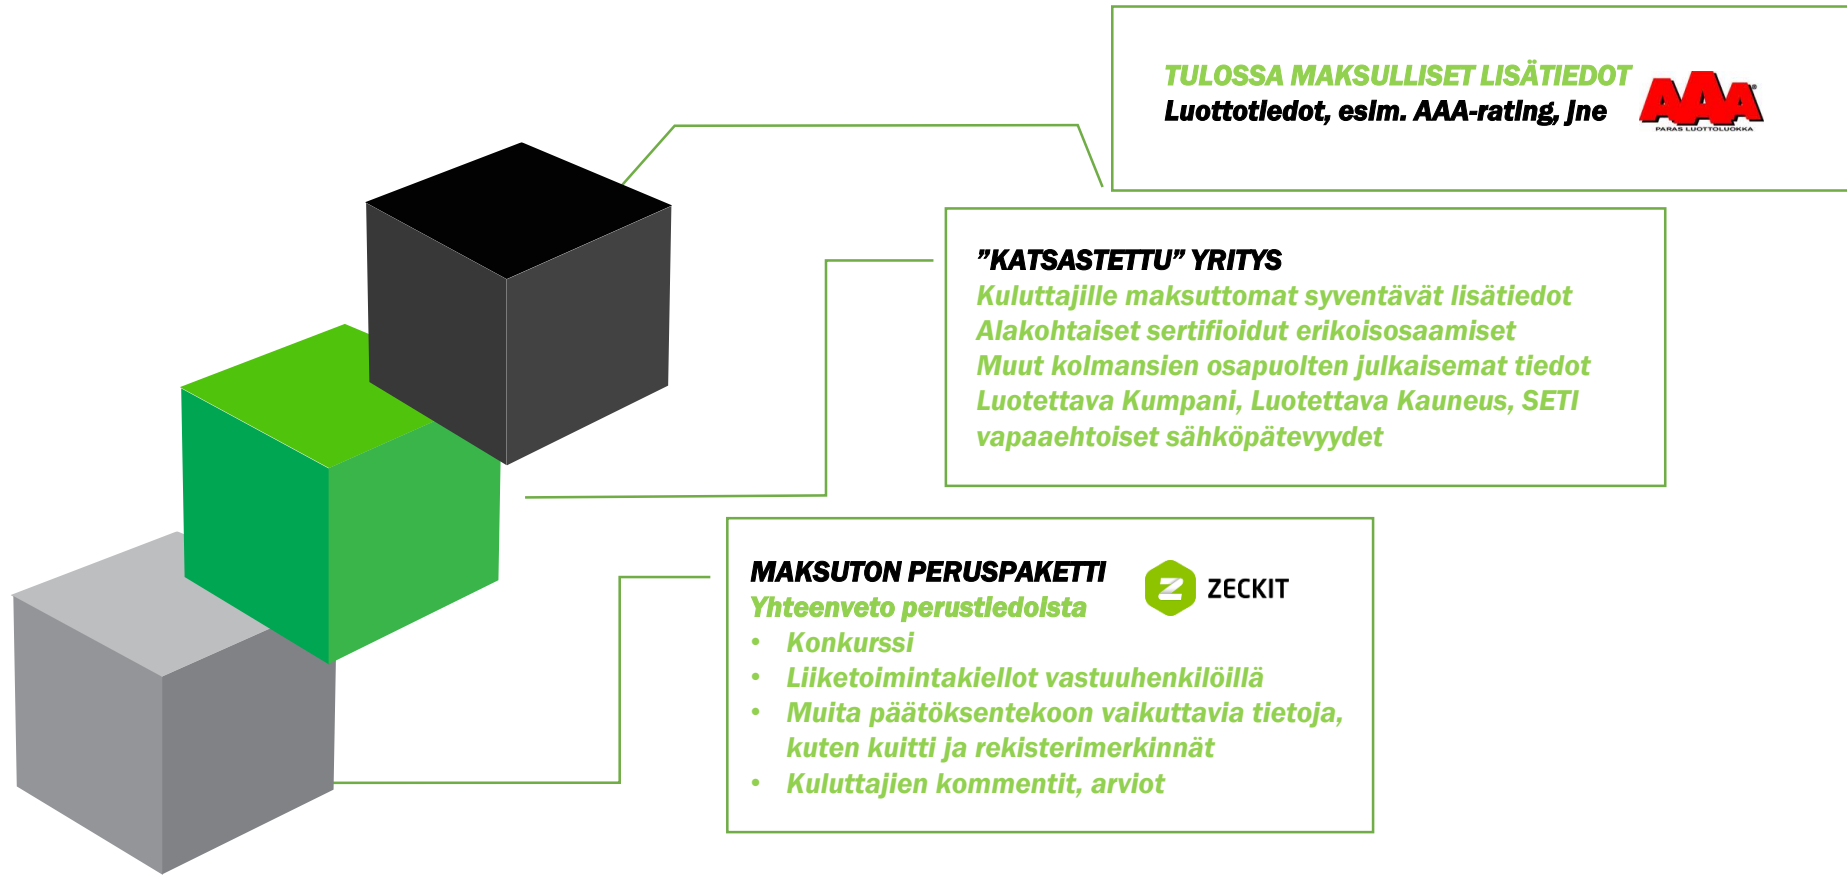 TULOSSA MAKSULLISET LISÄTIEDOT
Luottotiedot, esim. AAA-rating, jne
AAA®
PARAS LUOTTOLUOKKA
”KATSASTETTU” YRITYS
Kuluttajille maksuttomat syventävät lisätiedot
Alakohtaiset sertifioidut erikoisosaamiset
Muut kolmansien osapuolten julkaisemat tiedot
Luotettava Kumpani, Luotettava Kauneus, SETI
vapaaehtoiset sähköpätevyydet
MAKSUTON PERUSPAKETTI
Z ZECKIT
Yhteenveto perustiedoista
• Konkurssi
• Liiketoimintakiellot vastuuhenkilöillä
• Muita päätöksentekoon vaikuttavia tietoja,
kuten kuitti ja rekisterimerkinnät
• Kuluttajien kommentit, arviot